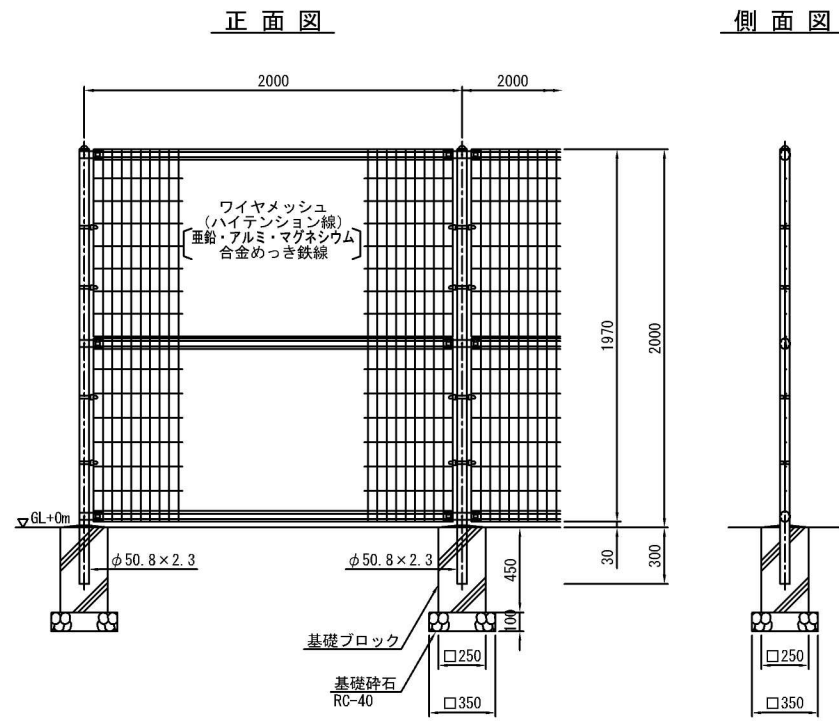 正面図
側面図
2000
2000
ワイヤメッシュ
(ハイテンション線)
亜鉛・アルミ・マグネシウム
合金めっき鉄線
1970
2000
GL+0m
φ50.8×2.3
φ50.8×2.3
450
30
300
100
基礎ブロック
□250
□250
基礎砕石
RC-40
□350
□350